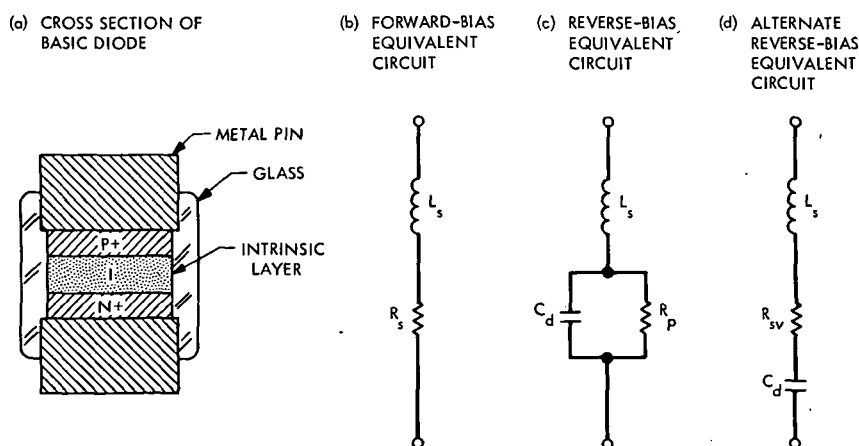 (a) CROSS SECTION OF
BASIC DIODE
(b) FORWARD-BIAS
EQUIVALENT
CIRCUIT
(c) REVERSE-BIAS
EQUIVALENT
CIRCUIT
(d) ALTERNATE
REVERSE-BIAS
EQUIVALENT
CIRCUIT
METAL PIN
GLASS
P+
I
INTRINSIC
LAYER
N+
Ls
Rs
Ls
Cd
Rp
Ls
Rsv
Cd